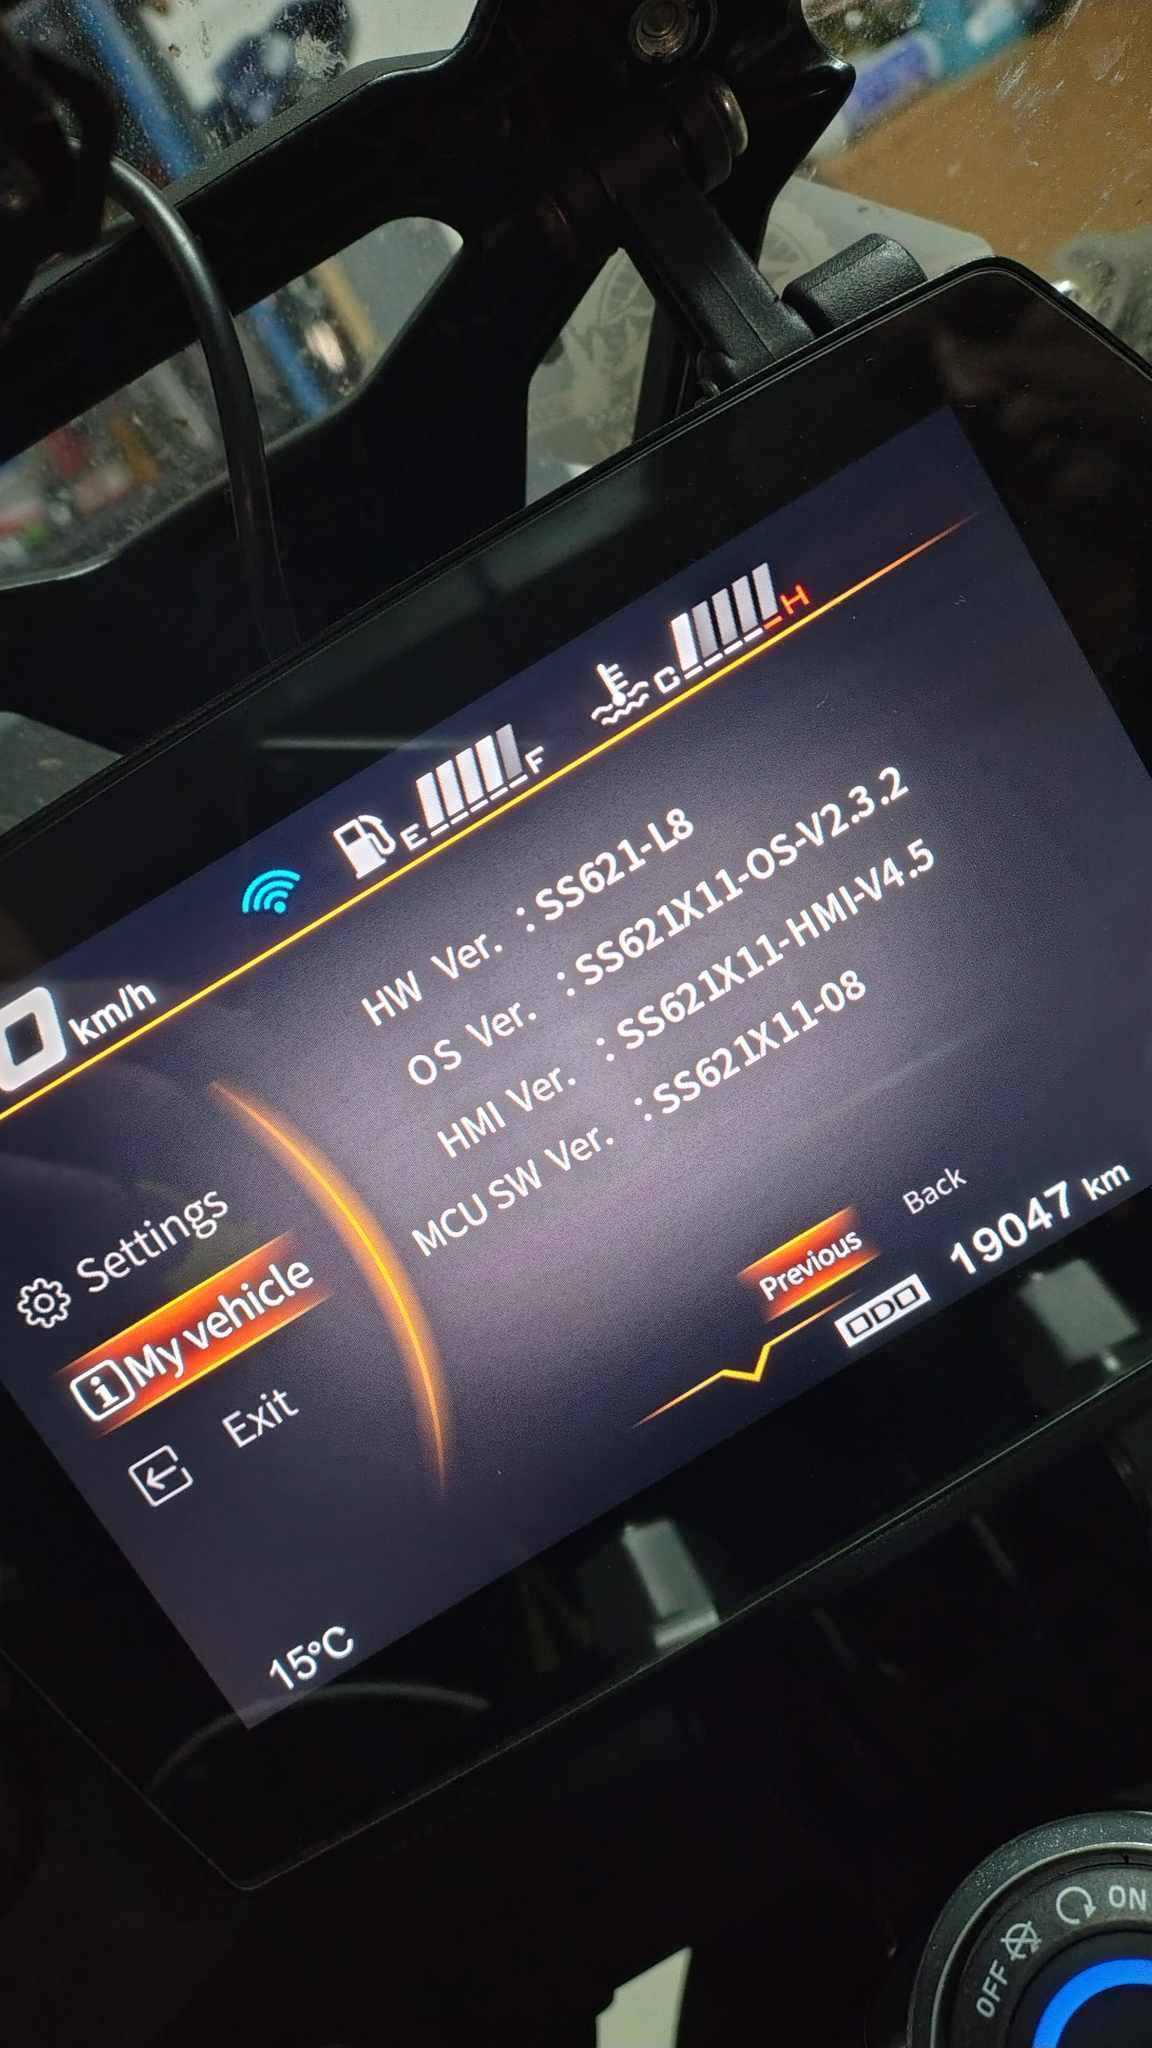 E F
C H
0 km/h
HW Ver. : SS621-L8
OS Ver. : SS621X11-OS-V2.3.2
HMI Ver. : SS621X11-HMI-V4.5
MCU SW Ver. : SS621X11-08
Settings
My vehicle
Exit
Previous
Back
ODO 19047 km
15°C
OFF
ON